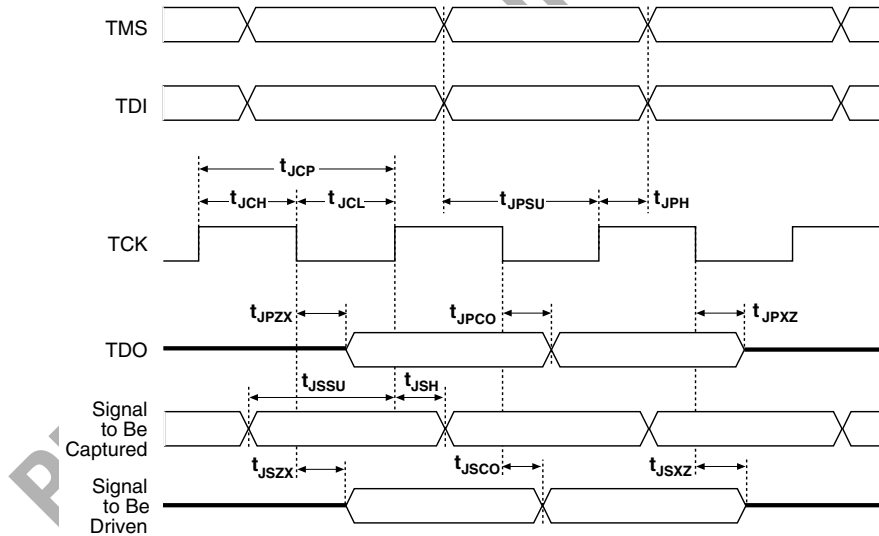 TMS
TDI
tJCP
tJCH
tJCL
tJPSU
tJPH
TCK
tJPZX
tJPCO
tJPXZ
TDO
tJSSU
tJSH
Signal
to Be
Captured
tJSZX
tJSCO
tJSXZ
Signal
to Be
Driven